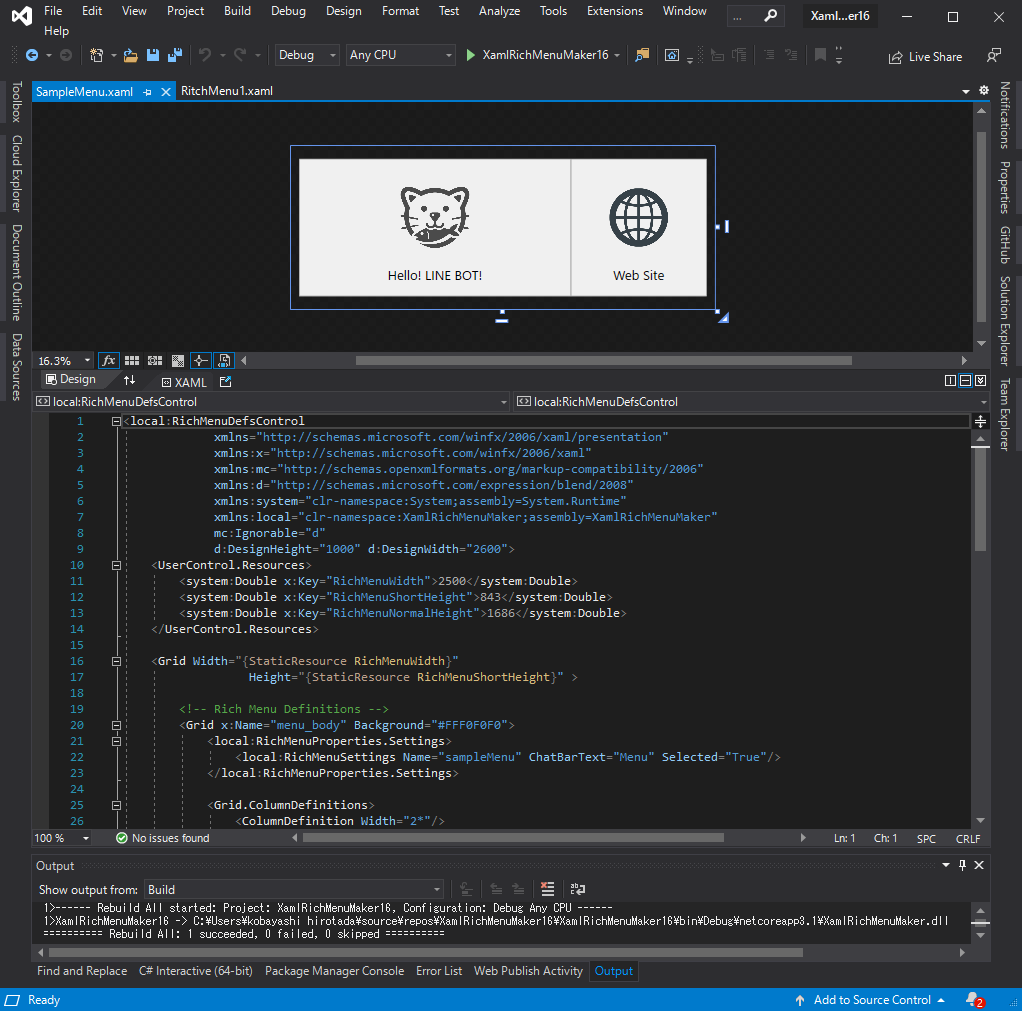 File Edit View Project Build Debug Design Format Test Analyze Tools Extensions Window ... Xaml...er16
Help
Debug Any CPU XamlRichMenuMaker16 Live Share
SampleMenu.xaml RitchMenu1.xaml
Toolbox
Cloud Explorer
Document Outline
Data Sources
Notifications
Properties
GitHub
Solution Explorer
Team Explorer
Hello! LINE BOT! Web Site
16.3% fx
Design XAML
local:RichMenuDefsControl local:RichMenuDefsControl
1 <local:RichMenuDefsControl
2 xmlns="http://schemas.microsoft.com/winfx/2006/xaml/presentation"
3 xmlns:x="http://schemas.microsoft.com/winfx/2006/xaml"
4 xmlns:mc="http://schemas.openxmlformats.org/markup-compatibility/2006"
5 xmlns:d="http://schemas.microsoft.com/expression/blend/2008"
6 xmlns:system="clr-namespace:System;assembly=System.Runtime"
7 xmlns:local="clr-namespace:XamlRichMenuMaker;assembly=XamlRichMenuMaker"
8 mc:Ignorable="d"
9 d:DesignHeight="1000" d:DesignWidth="2600">
10 <UserControl.Resources>
11 <system:Double x:Key="RichMenuWidth">2500</system:Double>
12 <system:Double x:Key="RichMenuShortHeight">843</system:Double>
13 <system:Double x:Key="RichMenuNormalHeight">1686</system:Double>
14 </UserControl.Resources>
15
16 <Grid Width="{StaticResource RichMenuWidth}"
17 Height="{StaticResource RichMenuShortHeight}" >
18
19 <!-- Rich Menu Definitions -->
20 <Grid x:Name="menu_body" Background="#FFF0F0F0">
21 <local:RichMenuProperties.Settings>
22 <local:RichMenuSettings Name="sampleMenu" ChatBarText="Menu" Selected="True"/>
23 </local:RichMenuProperties.Settings>
24
25 <Grid.ColumnDefinitions>
26 <ColumnDefinition Width="2*"/>
100 % No issues found Ln: 1 Ch: 1 SPC CRLF
Output
Show output from: Build
1>------ Rebuild All started: Project: XamlRichMenuMaker16, Configuration: Debug Any CPU ------
1>XamlRichMenuMaker16 -> C:¥Users¥kobayashi hirotada¥source¥repos¥XamlRichMenuMaker16¥XamlRichMenuMaker16¥bin¥Debug¥netcoreapp3.1¥XamlRichMenuMaker.dll
========== Rebuild All: 1 succeeded, 0 failed, 0 skipped ==========
Find and Replace C# Interactive (64-bit) Package Manager Console Error List Web Publish Activity Output
Ready Add to Source Control 2